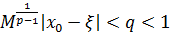 $M^{\frac{1}{p-1}}|x_0 - \xi| < q < 1$